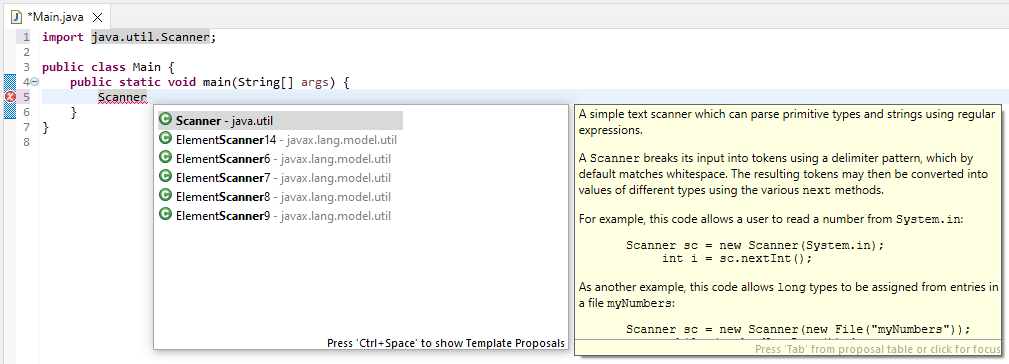 *Main.java
1 import java.util.Scanner;
2
3 public class Main {
4 public static void main(String[] args) {
5 Scanner
6 }
7 }
8
Scanner - java.util
ElementScanner14 - javax.lang.model.util
ElementScanner6 - javax.lang.model.util
ElementScanner7 - javax.lang.model.util
ElementScanner8 - javax.lang.model.util
ElementScanner9 - javax.lang.model.util
Press 'Ctrl+Space' to show Template Proposals
A simple text scanner which can parse primitive types and strings using regular
expressions.
A Scanner breaks its input into tokens using a delimiter pattern, which by
default matches whitespace. The resulting tokens may then be converted into
values of different types using the various next methods.
For example, this code allows a user to read a number from System.in:
Scanner sc = new Scanner(System.in);
int i = sc.nextInt();
As another example, this code allows long types to be assigned from entries in
a file myNumbers:
Scanner sc = new Scanner(new File("myNumbers"));
Press 'Tab' from proposal table or click for focus